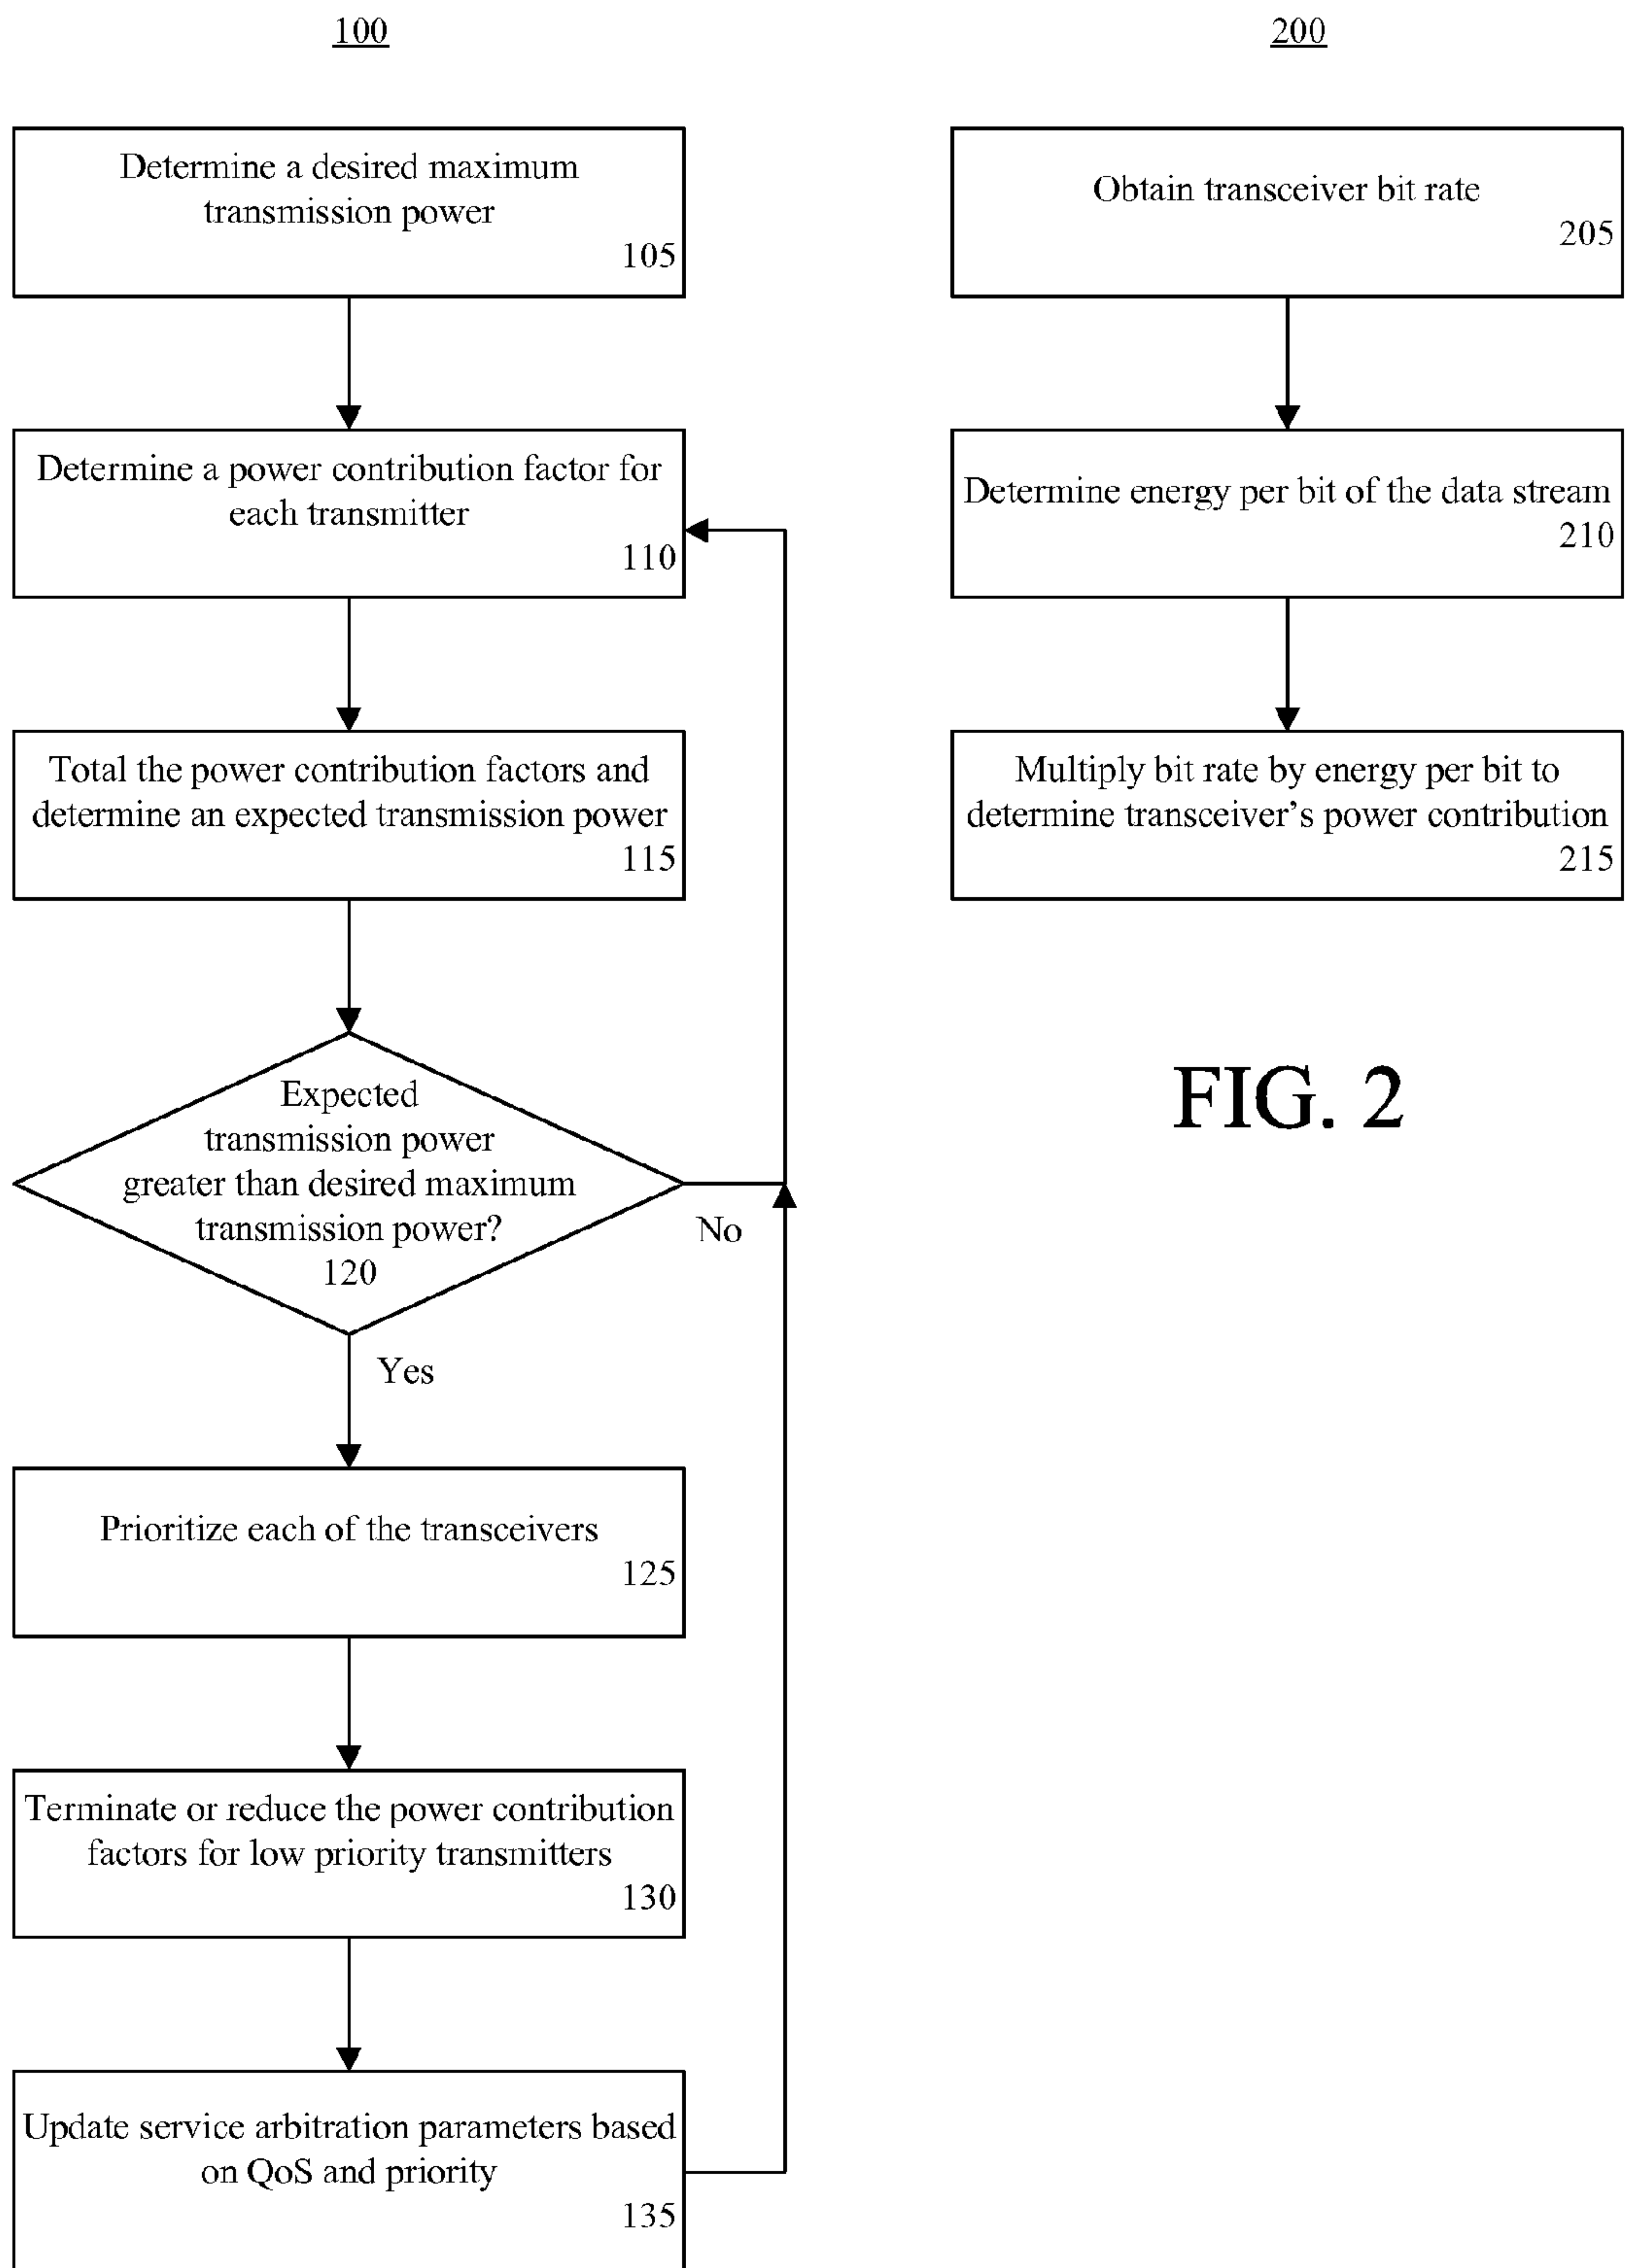 100
Determine a desired maximum
transmission power
105
Determine a power contribution factor for
each transmitter
110
Total the power contribution factors and
determine an expected transmission power
115
Expected
transmission power
greater than desired maximum
transmission power?
120
No
Yes
Prioritize each of the transceivers
125
Terminate or reduce the power contribution
factors for low priority transmitters
130
Update service arbitration parameters based
on QoS and priority
135
200
Obtain transceiver bit rate
205
Determine energy per bit of the data stream
210
Multiply bit rate by energy per bit to
determine transceiver's power contribution
215
FIG. 2